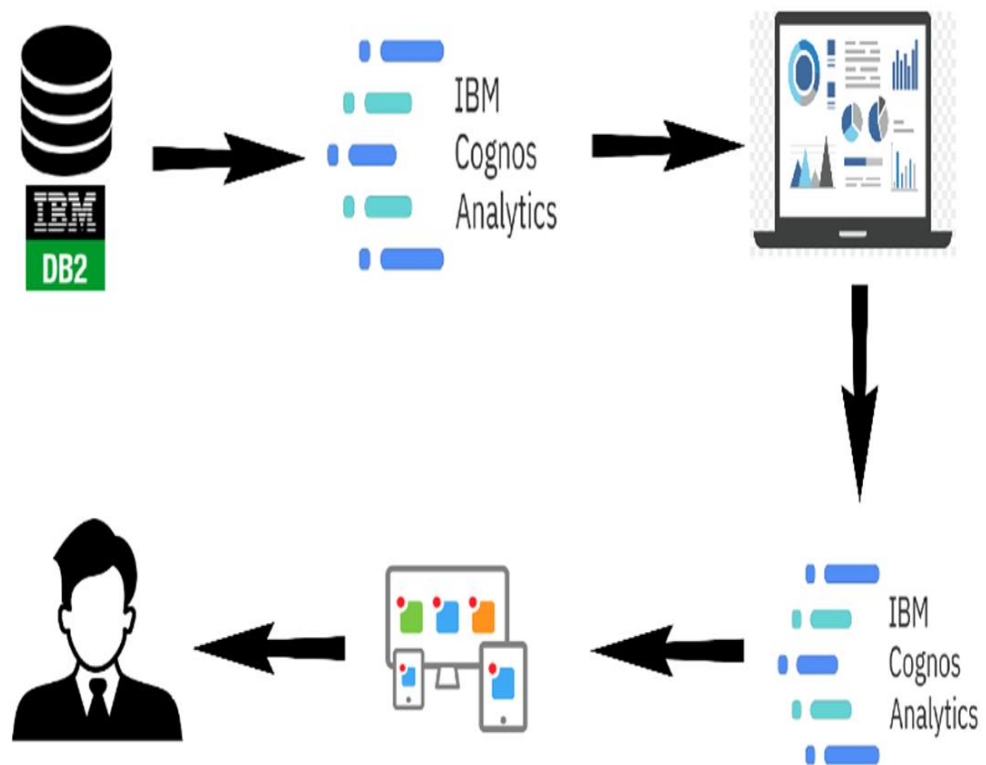 IBM
DB2
IBM
Cognos
Analytics
IBM
Cognos
Analytics